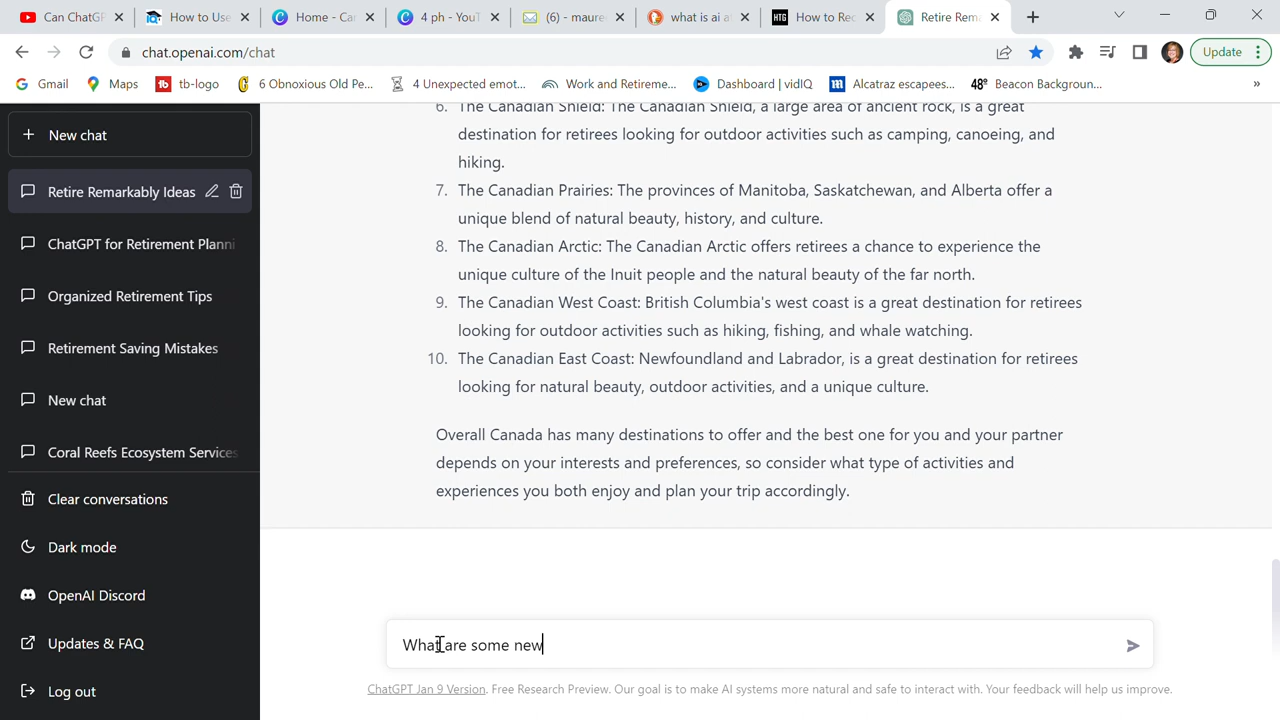 Can ChatG
How to Use
Home - Car
4 ph - YouT
(6) - maure
what is ai a
How to Rec
Retire Rema
chat.openai.com/chat
Update
Gmail
Maps
tb-logo
6 Obnoxious Old Pe...
4 Unexpected emot...
Work and Retireme...
Dashboard | vidIQ
Alcatraz escapees...
48° Beacon Backgroun...
»
+ New chat
Retire Remarkably Ideas
ChatGPT for Retirement Planni
Organized Retirement Tips
Retirement Saving Mistakes
New chat
Coral Reefs Ecosystem Services
Clear conversations
Dark mode
OpenAI Discord
Updates & FAQ
Log out
6. The Canadian Shield: The Canadian Shield, a large area of ancient rock, is a great
destination for retirees looking for outdoor activities such as camping, canoeing, and
hiking.
7. The Canadian Prairies: The provinces of Manitoba, Saskatchewan, and Alberta offer a
unique blend of natural beauty, history, and culture.
8. The Canadian Arctic: The Canadian Arctic offers retirees a chance to experience the
unique culture of the Inuit people and the natural beauty of the far north.
9. The Canadian West Coast: British Columbia's west coast is a great destination for retirees
looking for outdoor activities such as hiking, fishing, and whale watching.
10. The Canadian East Coast: Newfoundland and Labrador, is a great destination for retirees
looking for natural beauty, outdoor activities, and a unique culture.
Overall Canada has many destinations to offer and the best one for you and your partner
depends on your interests and preferences, so consider what type of activities and
experiences you both enjoy and plan your trip accordingly.
What are some new
ChatGPT Jan 9 Version. Free Research Preview. Our goal is to make AI systems more natural and safe to interact with. Your feedback will help us improve.